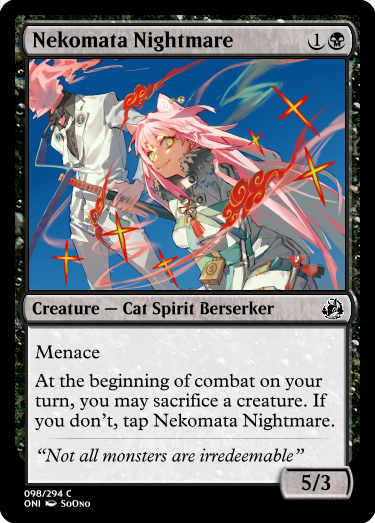 Nekomata Nightmare 1
Creature — Cat Spirit Berserker
Menace
At the beginning of combat on your
turn, you may sacrifice a creature. If
you don't, tap Nekomata Nightmare.
“Not all monsters are irredeemable”
5/3
098/294 C
ONI SoOno